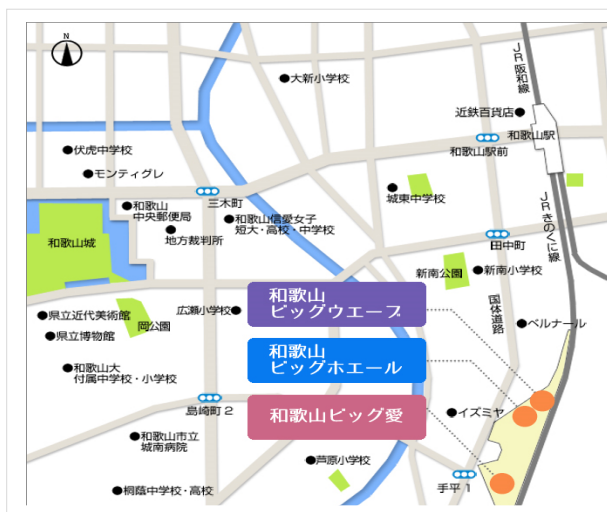 N
大新小学校
JR阪和線
近鉄百貨店
和歌山駅
和歌山駅前
伏虎中学校
モンティグレ
三木町
城東中学校
和歌山
中央郵便局
和歌山信愛女子
短大・高校・中学校
地方裁判所
和歌山城
田中町
JRきのくに線
新南公園
新南小学校
国体道路
和歌山
ビッグウエーブ
県立近代美術館
岡公園
広瀬小学校
ベルナール
県立博物館
和歌山
ビッグホエール
和歌山大
付属中学校・小学校
島崎町2
和歌山ビッグ愛
イズミヤ
和歌山市立
城南病院
芦原小学校
手平1
桐蔭中学校・高校